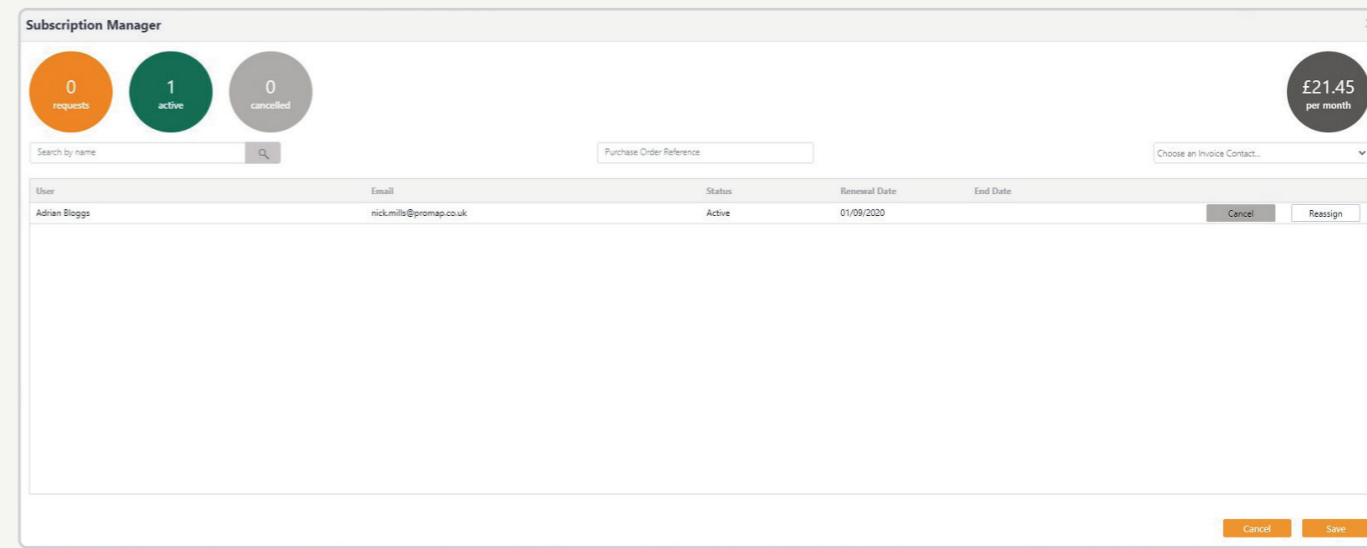 Subscription Manager
0 requests
1 active
0 cancelled
£21.45 per month
Search by name
Purchase Order Reference
Choose an Invoice Contact...
User Email Status Renewal Date End Date
Adrian Bloggs nick.mills@promap.co.uk Active 01/09/2020 Cancel Reassign
Cancel Save